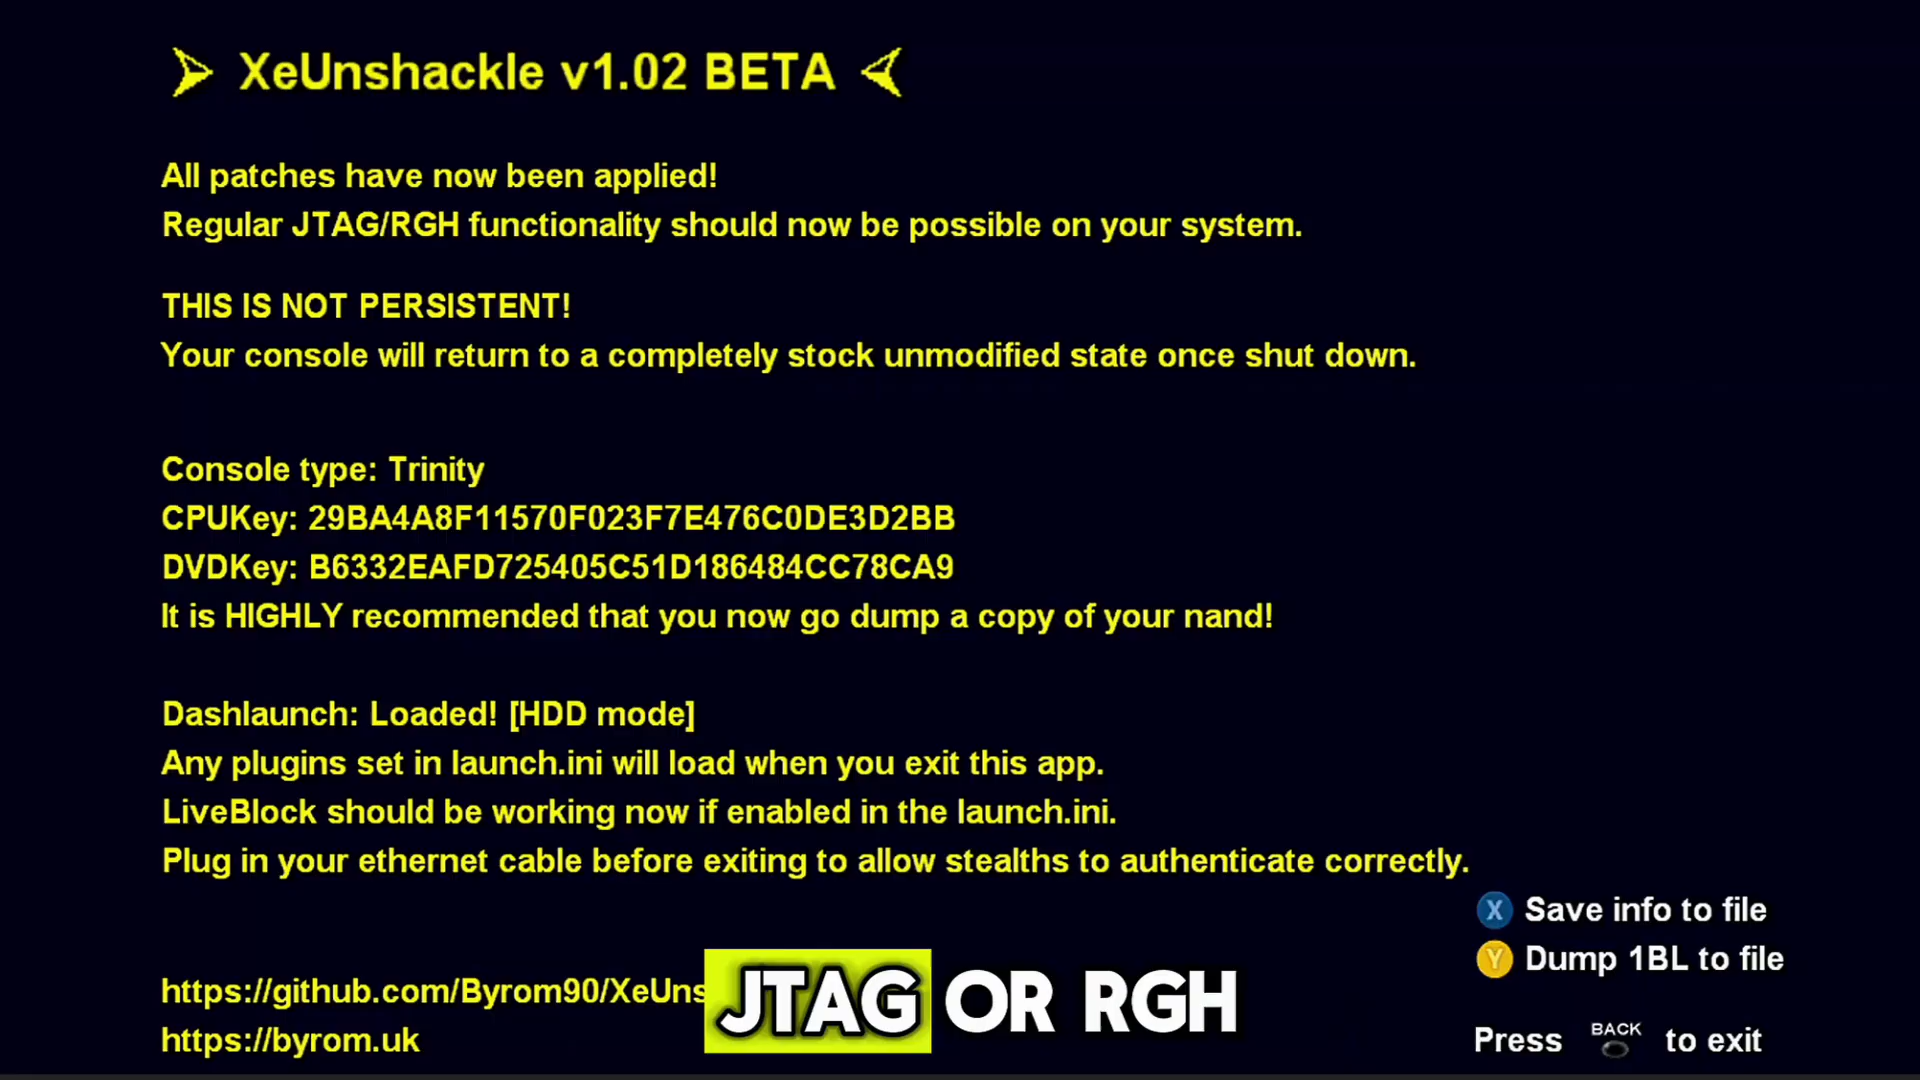 XeUnshackle v1.02 BETA
All patches have now been applied!
Regular JTAG/RGH functionality should now be possible on your system.
THIS IS NOT PERSISTENT!
Your console will return to a completely stock unmodified state once shut down.
Console type: Trinity
CPUKey: 29BA4A8F11570F023F7E476C0DE3D2BB
DVDKey: B6332EAFD725405C51D186484CC78CA9
It is HIGHLY recommended that you now go dump a copy of your nand!
Dashlaunch: Loaded! [HDD mode]
Any plugins set in launch.ini will load when you exit this app.
LiveBlock should be working now if enabled in the launch.ini.
Plug in your ethernet cable before exiting to allow stealths to authenticate correctly.
X Save info to file
Y Dump 1BL to file
https://github.com/Byrom90/XeUns
JTAG OR RGH
https://byrom.uk
Press BACK to exit